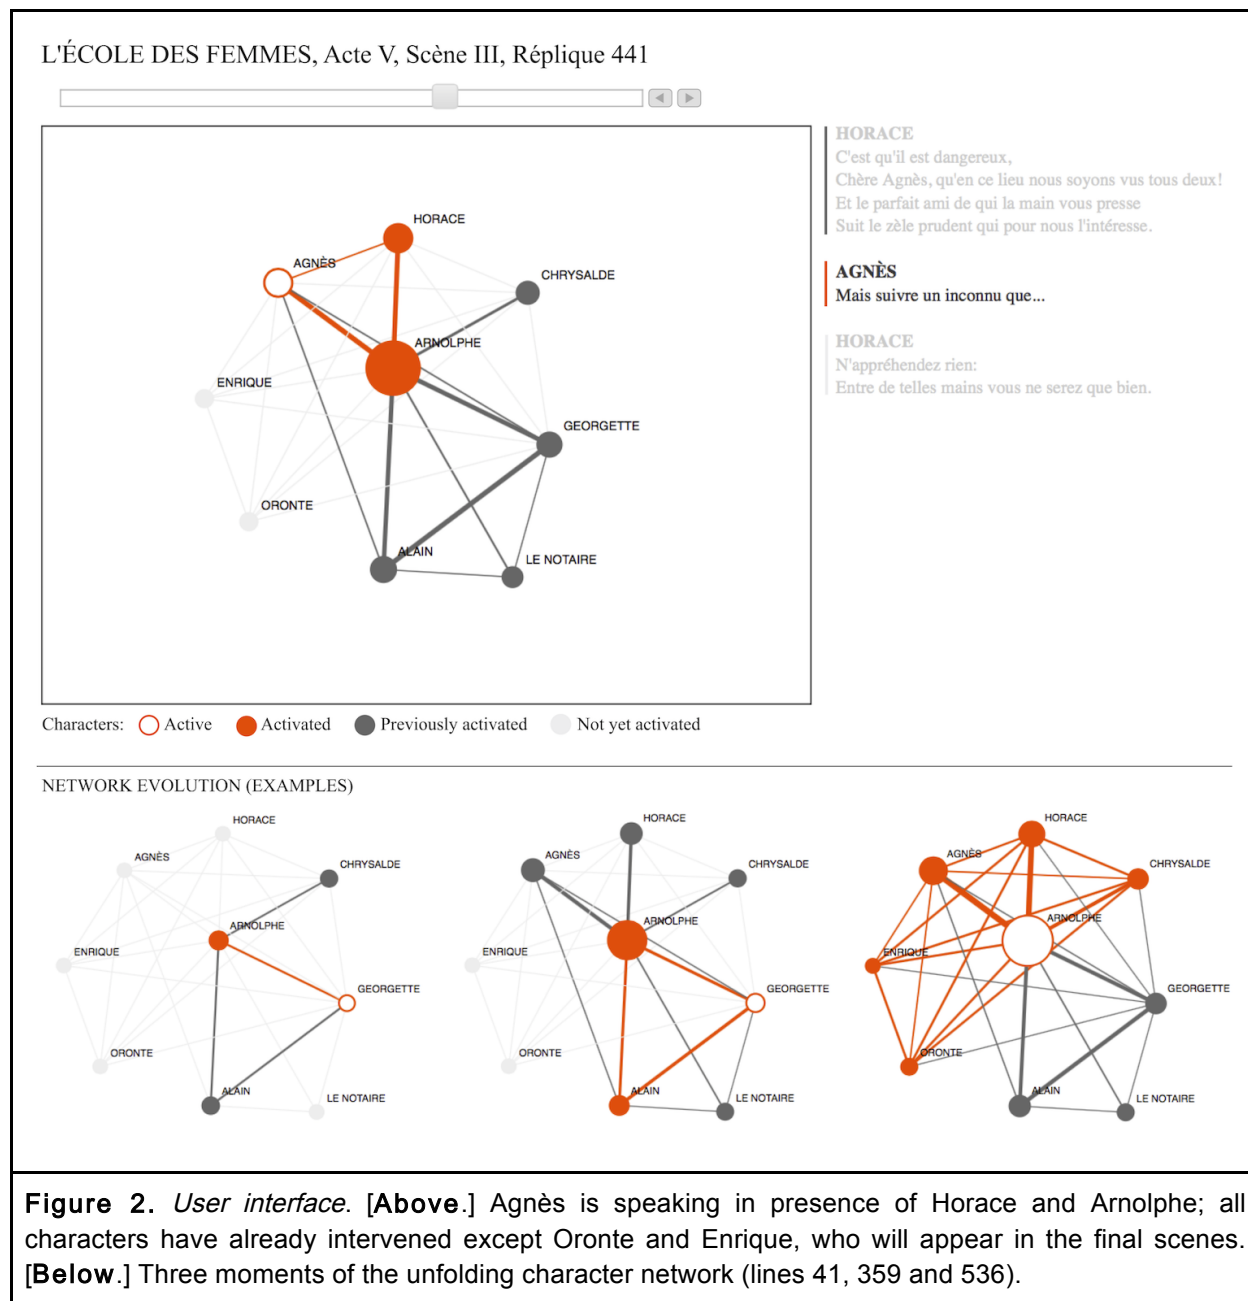 L'ÉCOLE DES FEMMES, Acte V, Scène III, Réplique 441
HORACE
AGNÈS
CHRYSALDE
ARNOLPHE
ENRIQUE
GEORGETTE
ORONTE
ALAIN
LE NOTAIRE
HORACE
C'est qu'il est dangereux,
Chère Agnès, qu'en ce lieu nous soyons vus tous deux!
Et le parfait ami de qui la main vous presse
Suit le zèle prudent qui pour nous l'intéresse.
AGNÈS
Mais suivre un inconnu que...
HORACE
N'appréhendez rien:
Entre de telles mains vous ne serez que bien.
Characters: Active Activated Previously activated Not yet activated
NETWORK EVOLUTION (EXAMPLES)
HORACE
AGNÈS
CHRYSALDE
ARNOLPHE
ENRIQUE
GEORGETTE
ORONTE
ALAIN
LE NOTAIRE
HORACE
AGNÈS
CHRYSALDE
ARNOLPHE
ENRIQUE
GEORGETTE
ORONTE
ALAIN
LE NOTAIRE
HORACE
AGNÈS
CHRYSALDE
ARNOLPHE
ENRIQUE
GEORGETTE
ORONTE
ALAIN
LE NOTAIRE
Figure 2. User interface. [Above.] Agnès is speaking in presence of Horace and Arnolphe; all
characters have already intervened except Oronte and Enrique, who will appear in the final scenes.
[Below.] Three moments of the unfolding character network (lines 41, 359 and 536).